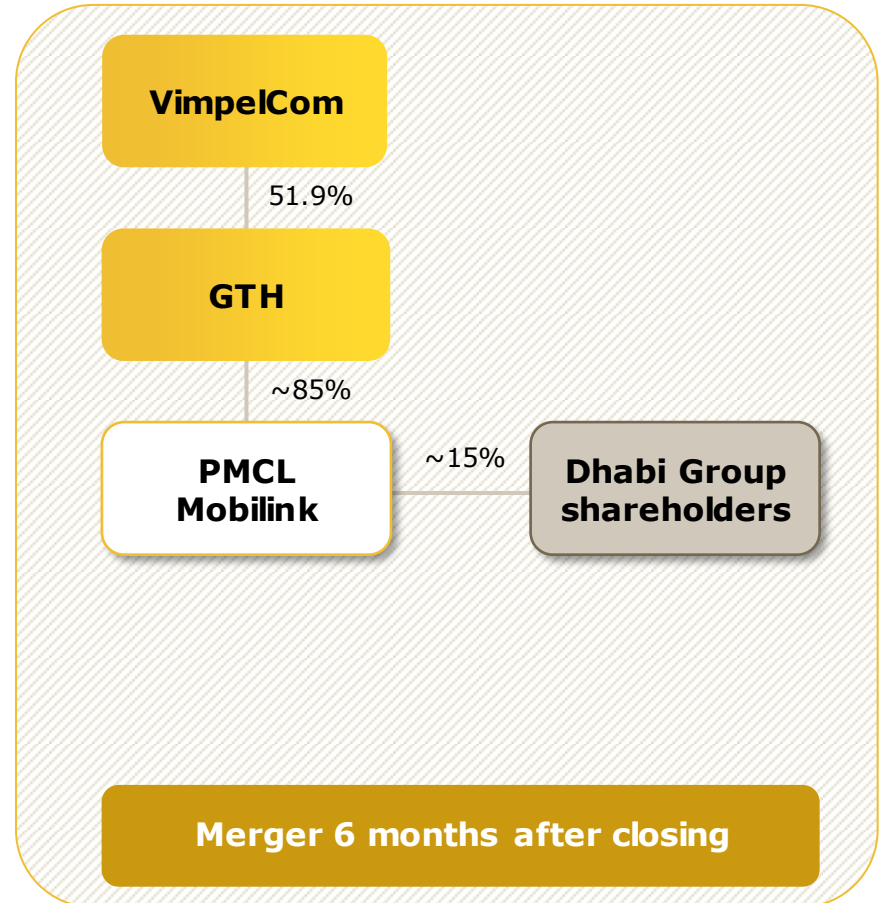 VimpelCom
51.9%
GTH
~85%
PMCL
Mobilink
~15%
Dhabi Group
shareholders
Merger 6 months after closing